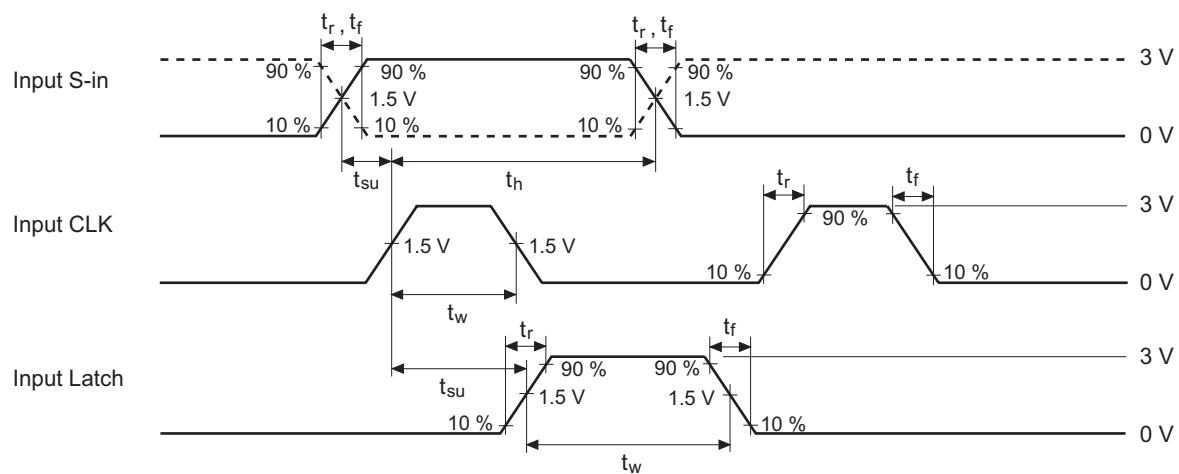 tr , tf tr , tf
3 V
Input S-in 90 % 90 % 90 % 90 %
1.5 V 1.5 V
10 % 10 % 10 % 10 %
0 V
tsu th tr tf
3 V
Input CLK 90 %
1.5 V 1.5 V
10 % 10 %
0 V
tw
tr tf
3 V
Input Latch 90 % 90 %
tsu 1.5 V 1.5 V
10 % 10 %
0 V
tw